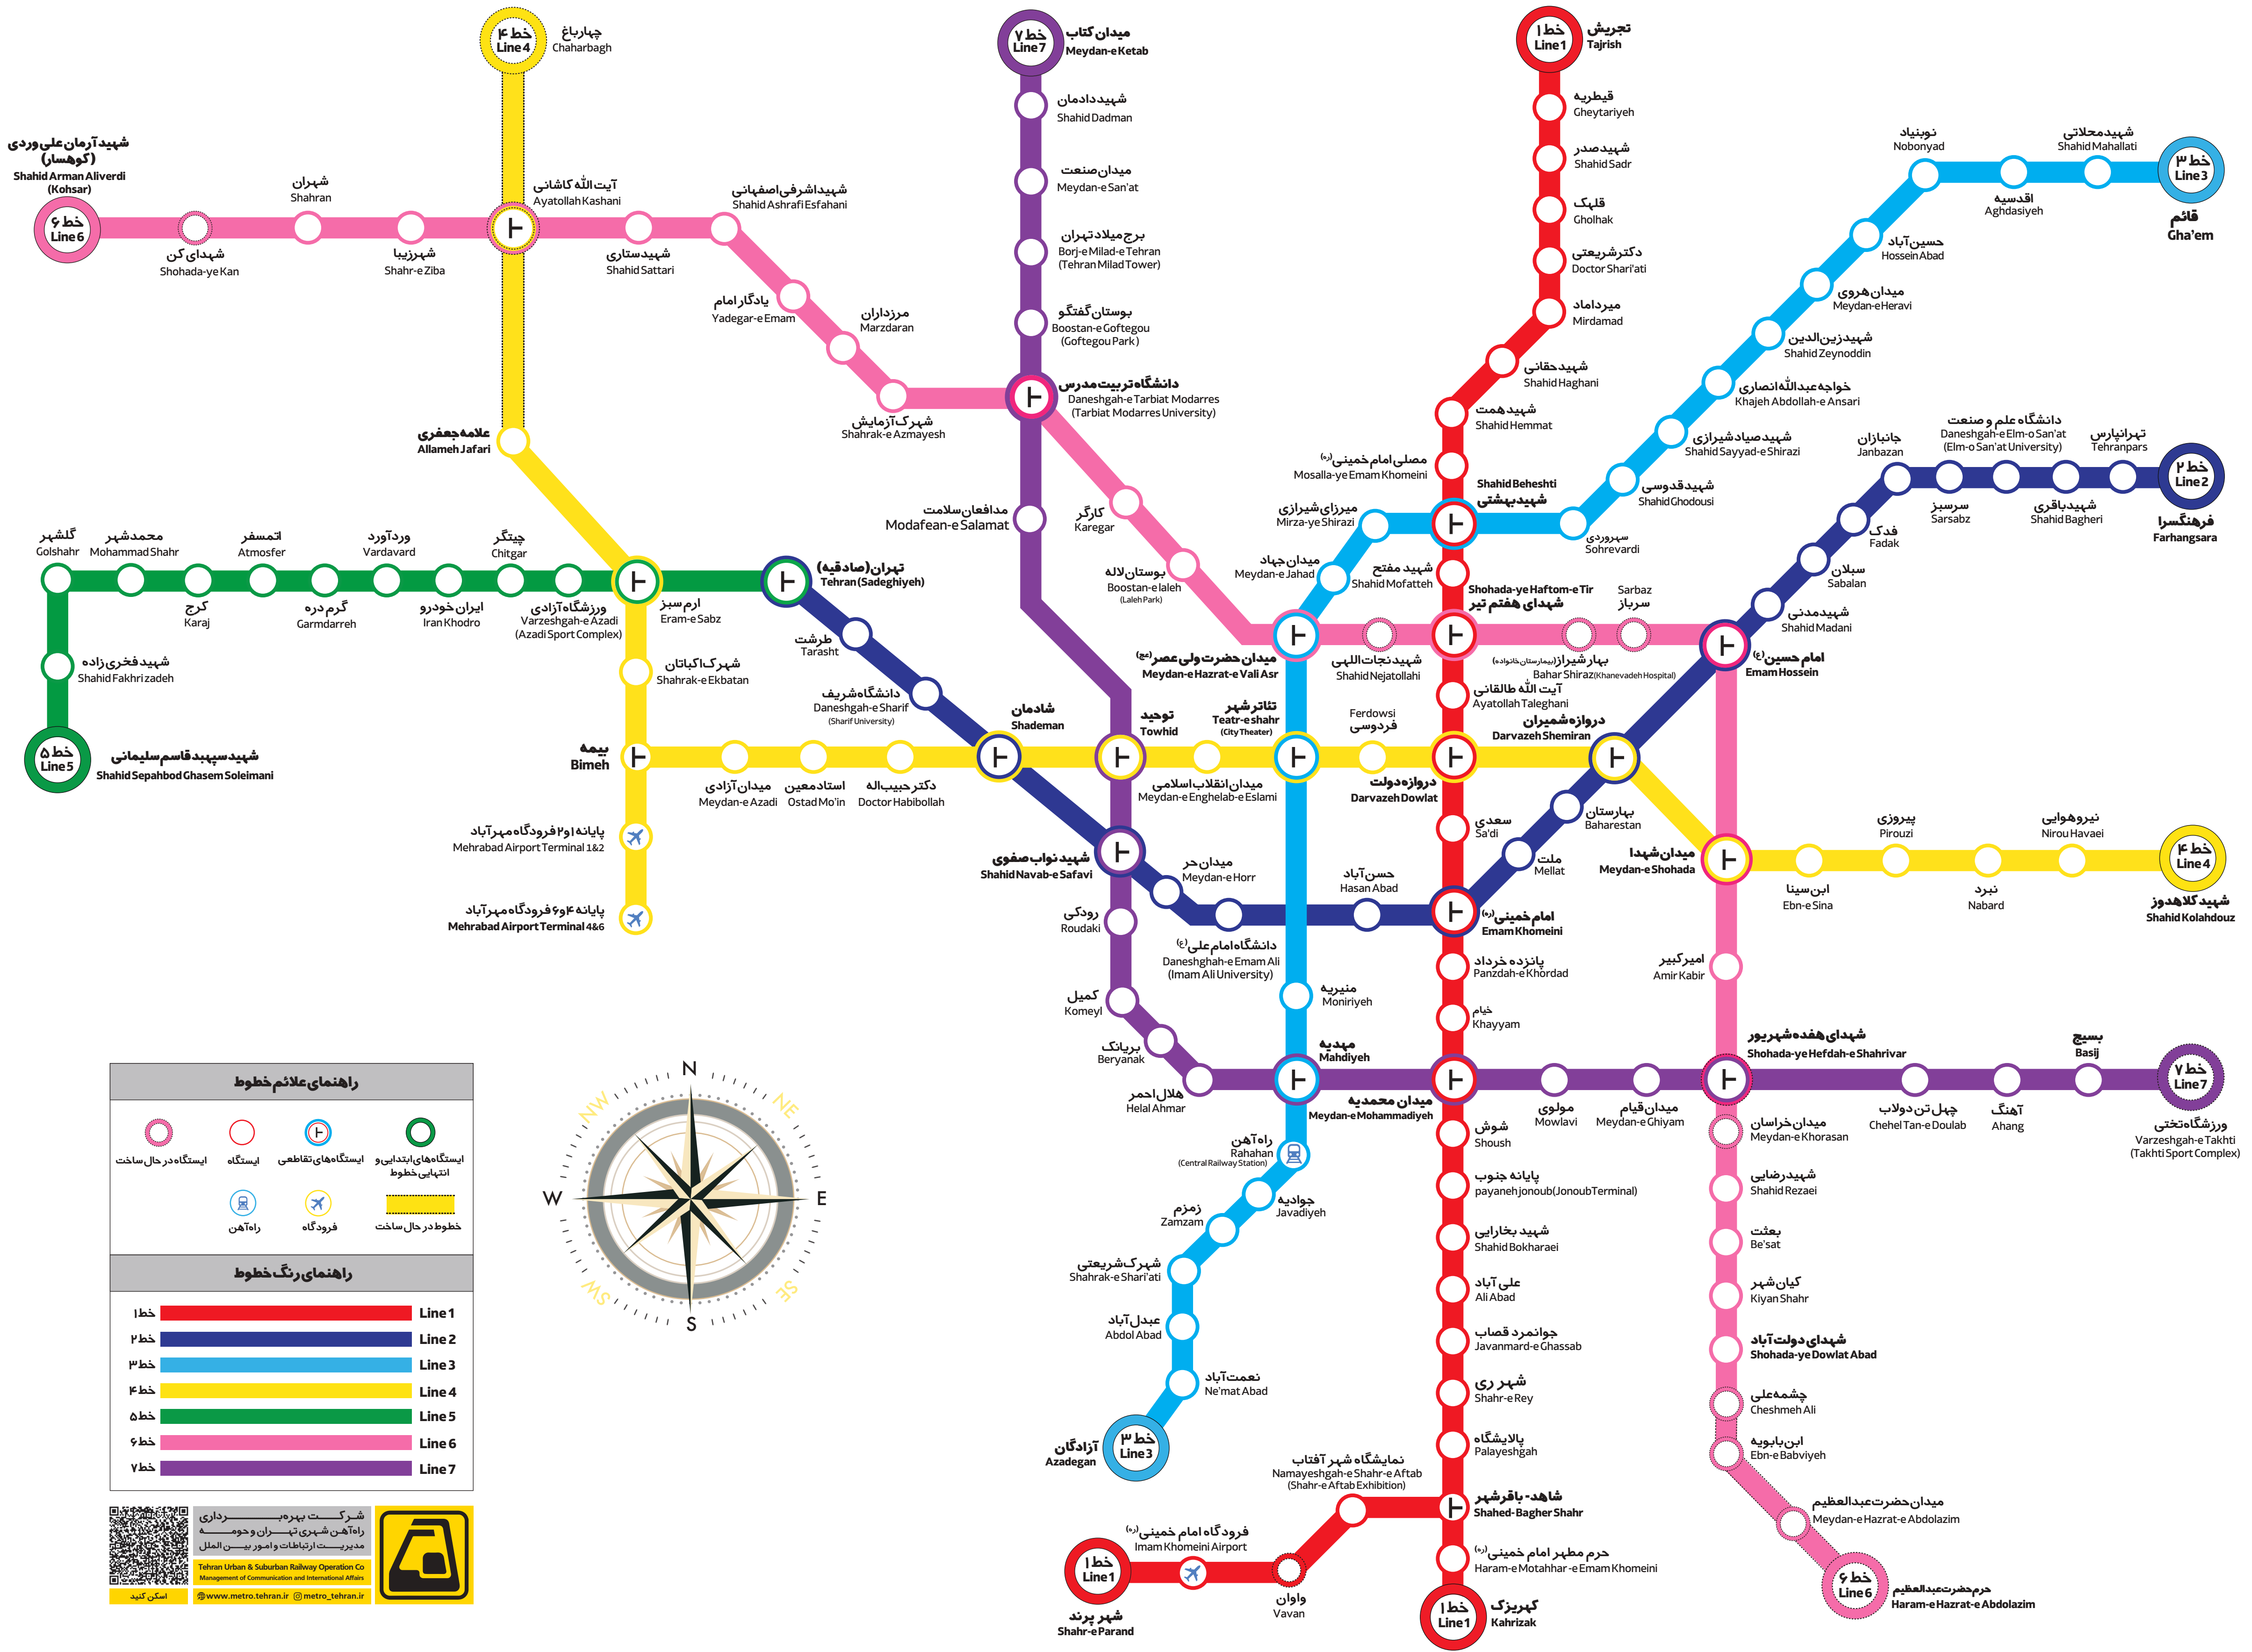 خط ۴
Line 4
چهارباغ
Chaharbagh
خط ۷
Line 7
میدان کتاب
Meydan-e Ketab
خط ۱
Line 1
تجریش
Tajrish
شهید دادمان
Shahid Dadman
میدان صنعت
Meydan-e San'at
برج میلاد تهران
Borj-e Milad-e Tehran
(Tehran Milad Tower)
بوستان گفتگو
Boostan-e Goftegou
(Goftegou Park)
دانشگاه تربیت مدرس
Daneshgah-e Tarbiat Modarres
(Tarbiat Modarres University)
قیطریه
Gheytariyeh
شهید صدر
Shahid Sadr
قلهک
Gholhak
دکتر شریعتی
Doctor Shari'ati
میرداماد
Mirdamad
شهید حقانی
Shahid Haghani
شهید همت
Shahid Hemmat
مصلی امام خمینی (ره)
Mosalla-ye Emam Khomeini
Shahid Beheshti
شهید بهشتی
شهید مفتح
Shahid Mofatteh
Shohada-ye Haftom-e Tir
شهدای هفتم تیر
نوبنیاد
Nobonyad
شهید محلاتی
Shahid Mahallati
خط ۳
Line 3
قائم
Gha'em
اقدسیه
Aghdasiyeh
حسین آباد
Hossein Abad
میدان هروی
Meydan-e Heravi
شهید زین الدین
Shahid Zeynoddin
خواجه عبدالله انصاری
Khajeh Abdollah-e Ansari
شهید صیاد شیرازی
Shahid Sayyad-e Shirazi
شهید قدوسی
Shahid Ghodousi
سهروردی
Sohrevardi
میرزای شیرازی
Mirza-ye Shirazi
میدان جهاد
Meydan-e Jahad
شهید آرمان علی وردی
(کوهسار)
Shahid Arman Aliverdi
(Kohsar)
خط ۶
Line 6
شهدای کن
Shohada-ye Kan
شهران
Shahran
شهر زیبا
Shahr-e Ziba
آیت الله کاشانی
Ayatollah Kashani
شهید ستاری
Shahid Sattari
شهید اشرفی اصفهانی
Shahid Ashrafi Esfahani
یادگار امام
Yadegar-e Emam
مرزداران
Marzdaran
شهرک آزمایش
Shahrak-e Azmayesh
علامه جعفری
Allameh Jafari
کارگر
Karegar
بوستان لاله
Boostan-e laleh
(Laleh Park)
مدافعان سلامت
Modafean-e Salamat
دانشگاه علم و صنعت
Daneshgah-e Elm-o San'at
(Elm-o San'at University)
جانبازان
Janbazan
تهرانپارس
Tehranpars
خط ۲
Line 2
فرهنگسرا
Farhangsara
سرسبز
Sarsabz
شهید باقری
Shahid Bagheri
فدک
Fadak
سبلان
Sabalan
شهید مدنی
Shahid Madani
امام حسین (ع)
Emam Hossein
گلشهر
Golshahr
محمد شهر
Mohammad Shahr
اتمسفر
Atmosfer
وردآورد
Vardavard
چیتگر
Chitgar
کرج
Karaj
گرم دره
Garmdarreh
ایران خودرو
Iran Khodro
ورزشگاه آزادی
Varzeshgah-e Azadi
(Azadi Sport Complex)
ارم سبز
Eram-e Sabz
تهران (صادقیه)
Tehran (Sadeghiyeh)
شهید فخری زاده
Shahid Fakhri zadeh
خط ۵
Line 5
شهید سپهبد قاسم سلیمانی
Shahid Sepahbod Ghasem Soleimani
طرشت
Tarasht
دانشگاه شریف
Daneshgah-e Sharif
(Sharif University)
شادمان
Shademan
شهرک اکباتان
Shahrak-e Ekbatan
بیمه
Bimeh
میدان آزادی
Meydan-e Azadi
استاد معین
Ostad Mo'in
دکتر حبیب اله
Doctor Habibollah
توحید
Towhid
میدان انقلاب اسلامی
Meydan-e Enghelab-e Eslami
میدان حضرت ولی عصر (عج)
Meydan-e Hazrat-e Vali Asr
تئاتر شهر
Teatr-e shahr
(City Theater)
Ferdowsi
فردوسی
شهید نجات اللهی
Shahid Nejatollahi
آیت الله طالقانی
Ayatollah Taleghani
Sarbaz
سرباز
بهار شیراز (بیمارستان خانواده)
Bahar Shiraz (Khanevadeh Hospital)
دروازه شمیران
Darvazeh Shemiran
دروازه دولت
Darvazeh Dowlat
پایانه ۱و۲ فرودگاه مهرآباد
Mehrabad Airport Terminal 1&2
پایانه ۴و۶ فرودگاه مهرآباد
Mehrabad Airport Terminal 4&6
شهید نواب صفوی
Shahid Navab-e Safavi
میدان حر
Meydan-e Horr
دانشگاه امام علی (ع)
Daneshghah-e Emam Ali
(Imam Ali University)
حسن آباد
Hasan Abad
سعدی
Sa'di
امام خمینی (ره)
Emam Khomeini
ملت
Mellat
بهارستان
Baharestan
میدان شهدا
Meydan-e Shohada
ابن سینا
Ebn-e Sina
پیروزی
Pirouzi
نبرد
Nabard
نیرو هوایی
Nirou Havaei
خط ۴
Line 4
شهید کلاهدوز
Shahid Kolahdouz
رودکی
Roudaki
کمیل
Komeyl
بریانک
Beryanak
هلال احمر
Helal Ahmar
منیریه
Moniriyeh
مهدیه
Mahdiyeh
پانزده خرداد
Panzdah-e Khordad
خیام
Khayyam
میدان محمدیه
Meydan-e Mohammadiyeh
مولوی
Mowlavi
میدان قیام
Meydan-e Ghiyam
امیر کبیر
Amir Kabir
شهدای هفده شهریور
Shohada-ye Hefdah-e Shahrivar
چهل تن دولاب
Chehel Tan-e Doulab
آهنگ
Ahang
بسیج
Basij
خط ۷
Line 7
ورزشگاه تختی
Varzeshgah-e Takhti
(Takhti Sport Complex)
راه آهن
Rahahan
(Central Railway Station)
جوادیه
Javadiyeh
زمزم
Zamzam
شهرک شریعتی
Shahrak-e Shari'ati
عبدل آباد
Abdol Abad
نعمت آباد
Ne'mat Abad
خط ۳
Line 3
آزادگان
Azadegan
شوش
Shoush
پایانه جنوب
payaneh jonoub(Jonoub Terminal)
شهید بخارایی
Shahid Bokharaei
علی آباد
Ali Abad
جوانمرد قصاب
Javanmard-e Ghassab
شهر ری
Shahr-e Rey
پالایشگاه
Palayeshgah
شاهد - باقرشهر
Shahed - Bagher Shahr
حرم مطهر امام خمینی (ره)
Haram-e Motahhar -e Emam Khomeini
خط ۱
Line 1
کهریزک
Kahrizak
نمایشگاه شهر آفتاب
Namayeshgah-e Shahr-e Aftab
(Shahr-e Aftab Exhibition)
واوان
Vavan
فرودگاه امام خمینی (ره)
Imam Khomeini Airport
خط ۱
Line 1
شهر پرند
Shahr-e Parand
میدان خراسان
Meydan-e Khorasan
شهید رضایی
Shahid Rezaei
بعثت
Be'sat
کیان شهر
Kiyan Shahr
شهدای دولت آباد
Shohada-ye Dowlat Abad
چشمه علی
Cheshmeh Ali
ابن بابویه
Ebn-e Babviyeh
میدان حضرت عبدالعظیم
Meydan-e Hazrat-e Abdolazim
خط ۶
Line 6
حرم حضرت عبدالعظیم
Haram-e Hazrat-e Abdolazim
N
NE
E
SE
S
SW
W
NW
راهنمای علائم خطوط
ایستگاه های ابتدایی و
انتهایی خطوط
ایستگاه های تقاطعی
ایستگاه
ایستگاه در حال ساخت
خطوط در حال ساخت
فرودگاه
راه آهن
راهنمای رنگ خطوط
خط ۱ Line 1
خط ۲ Line 2
خط ۳ Line 3
خط ۴ Line 4
خط ۵ Line 5
خط ۶ Line 6
خط ۷ Line 7
شرکت بهره برداری
راه آهن شهری تهران و حومه
مدیریت ارتباطات و امور بین الملل
Tehran Urban & Suburban Railway Operation Co
Management of Communication and International Affairs
اسکن کنید
www.metro.tehran.ir metro_tehran.ir